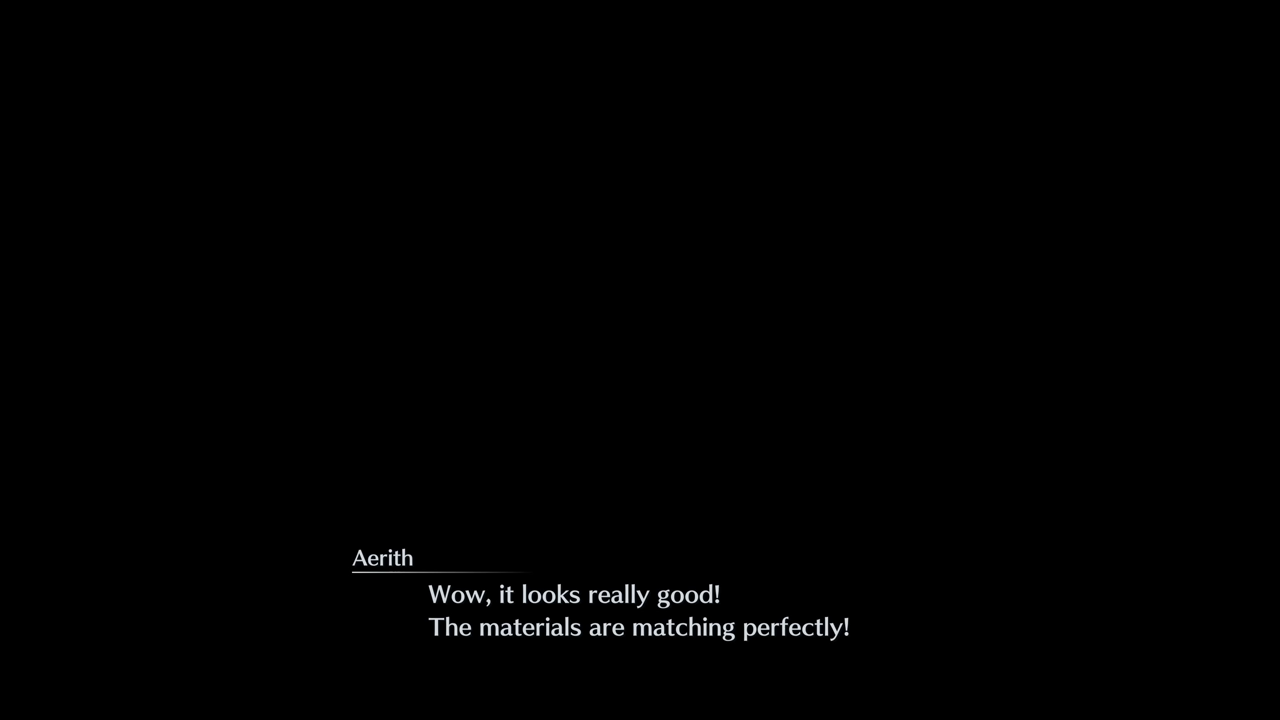 Aerith
Wow, it looks really good!
The materials are matching perfectly!